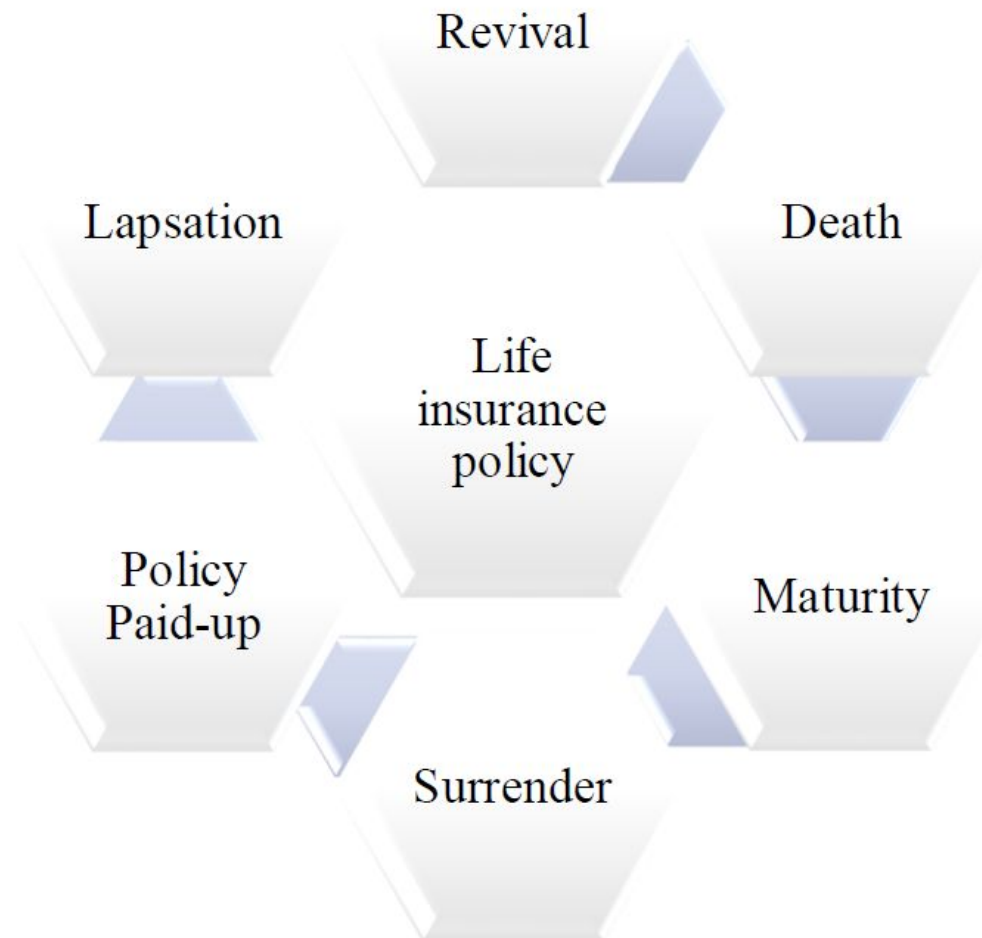 Revival
Lapsation
Death
Life
insurance
policy
Policy
Paid-up
Maturity
Surrender